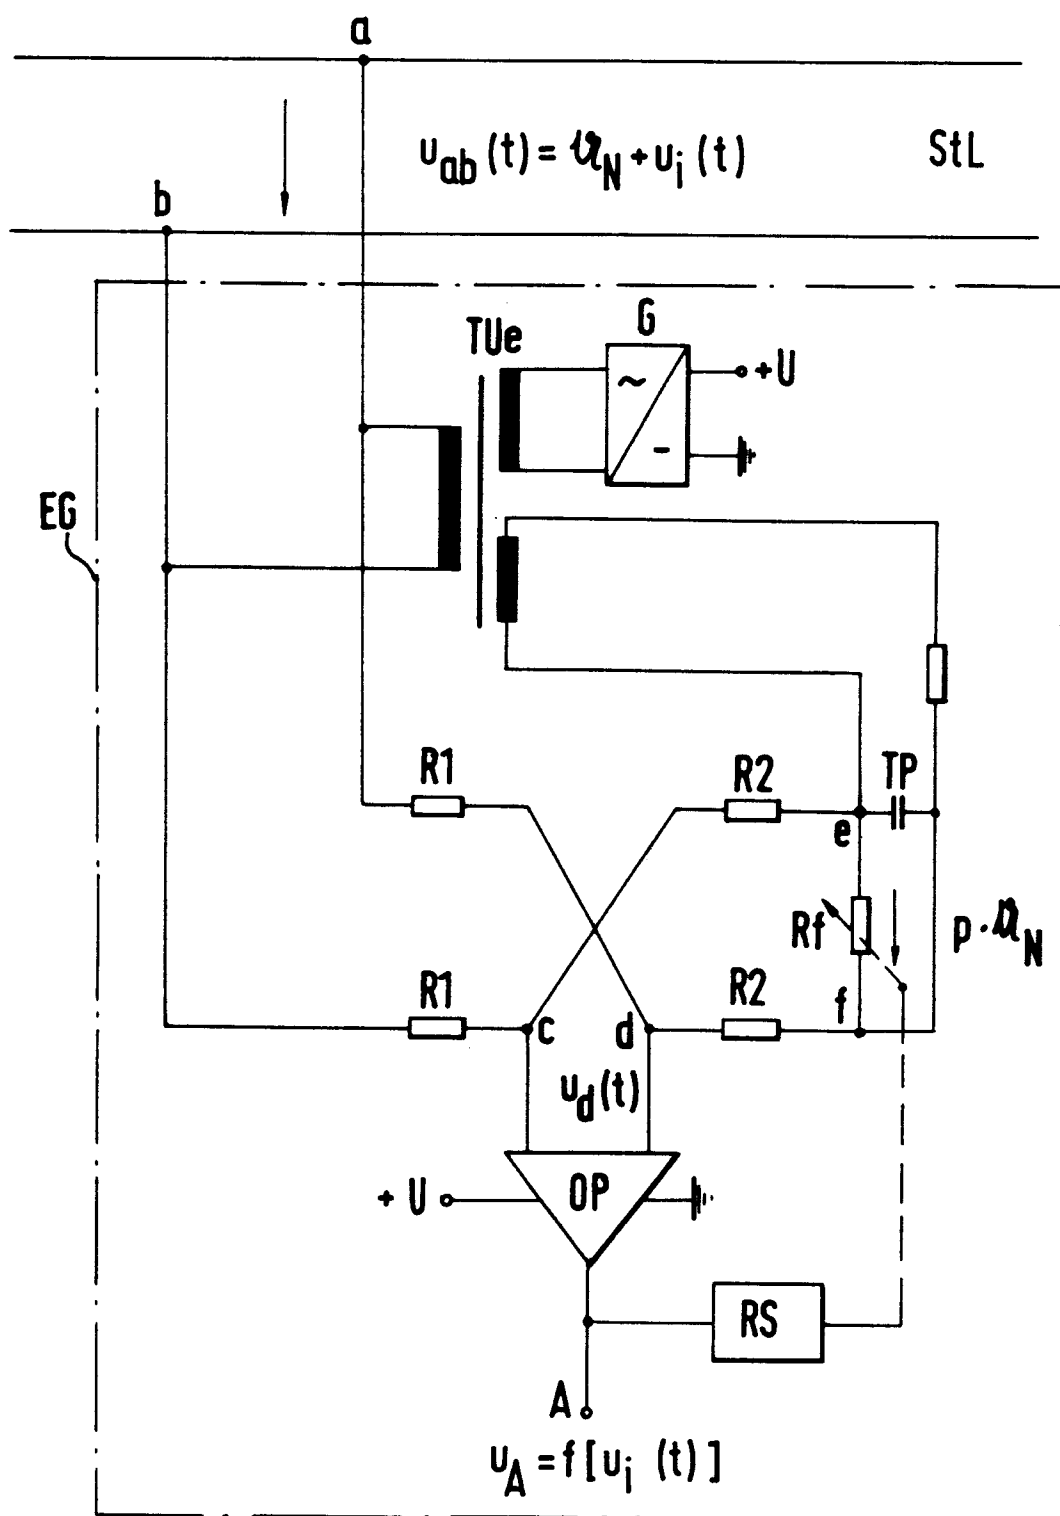 a
u_ab (t) = 𝔘_N + u_i (t)
StL
b
G
TUe
~
+U
-
EG
R1
R2
TP
e
Rf
p · 𝔘_N
R1
R2
f
c
d
u_d(t)
OP
+ U
RS
A
u_A = f [ u_i (t) ]